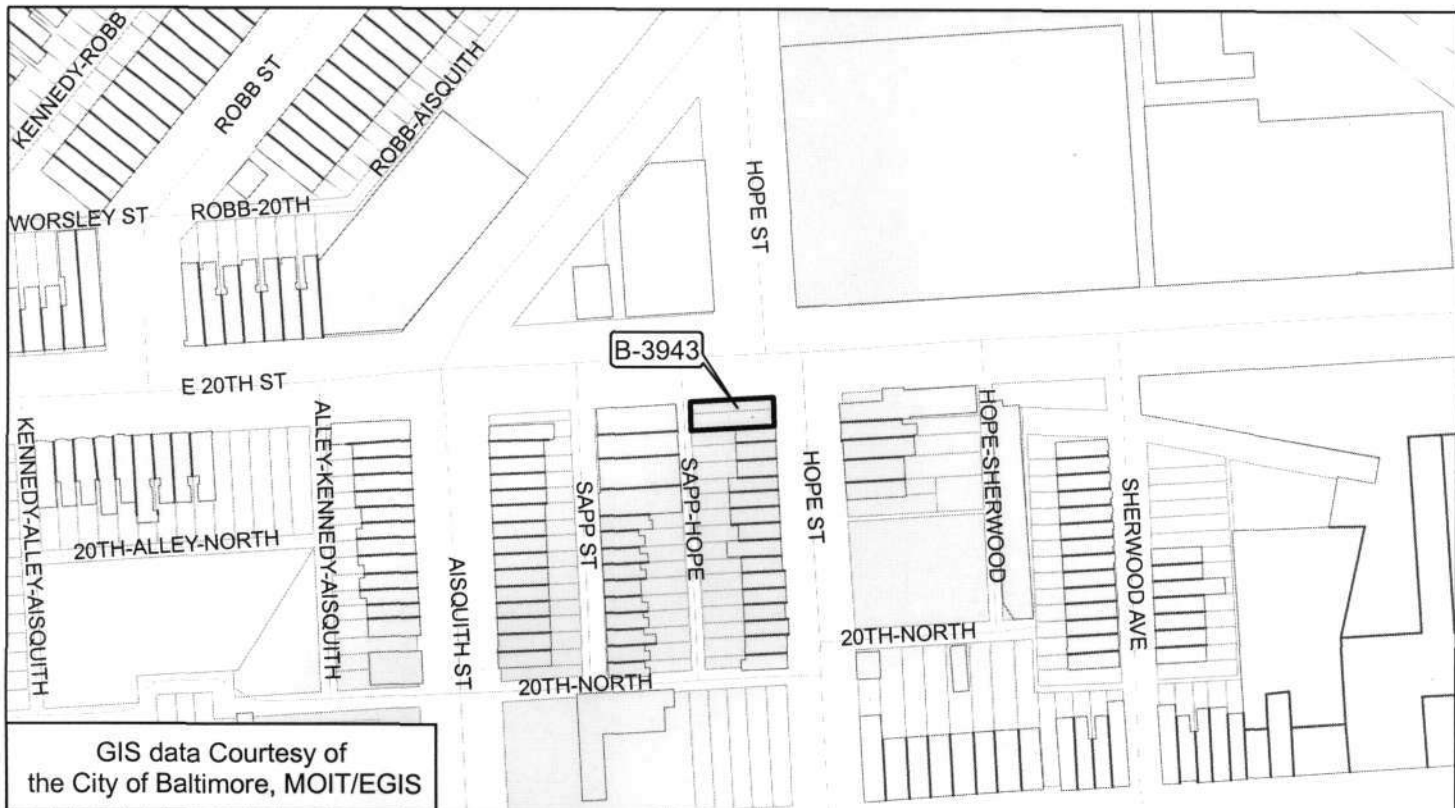 KENNEDY-ROBB
ROBB ST
ROBB-AISQUITH
WORSLEY ST
ROBB-20TH
HOPE ST
B-3943
E 20TH ST
KENNEDY-ALLEY-AISQUITH
ALLEY-KENNEDY-AISQUITH
20TH-ALLEY-NORTH
AISQUITH ST
SAPP ST
SAPP-HOPE
HOPE ST
HOPE-SHERWOOD
SHERWOOD AVE
20TH-NORTH
20TH-NORTH
GIS data Courtesy of
the City of Baltimore, MOIT/EGIS